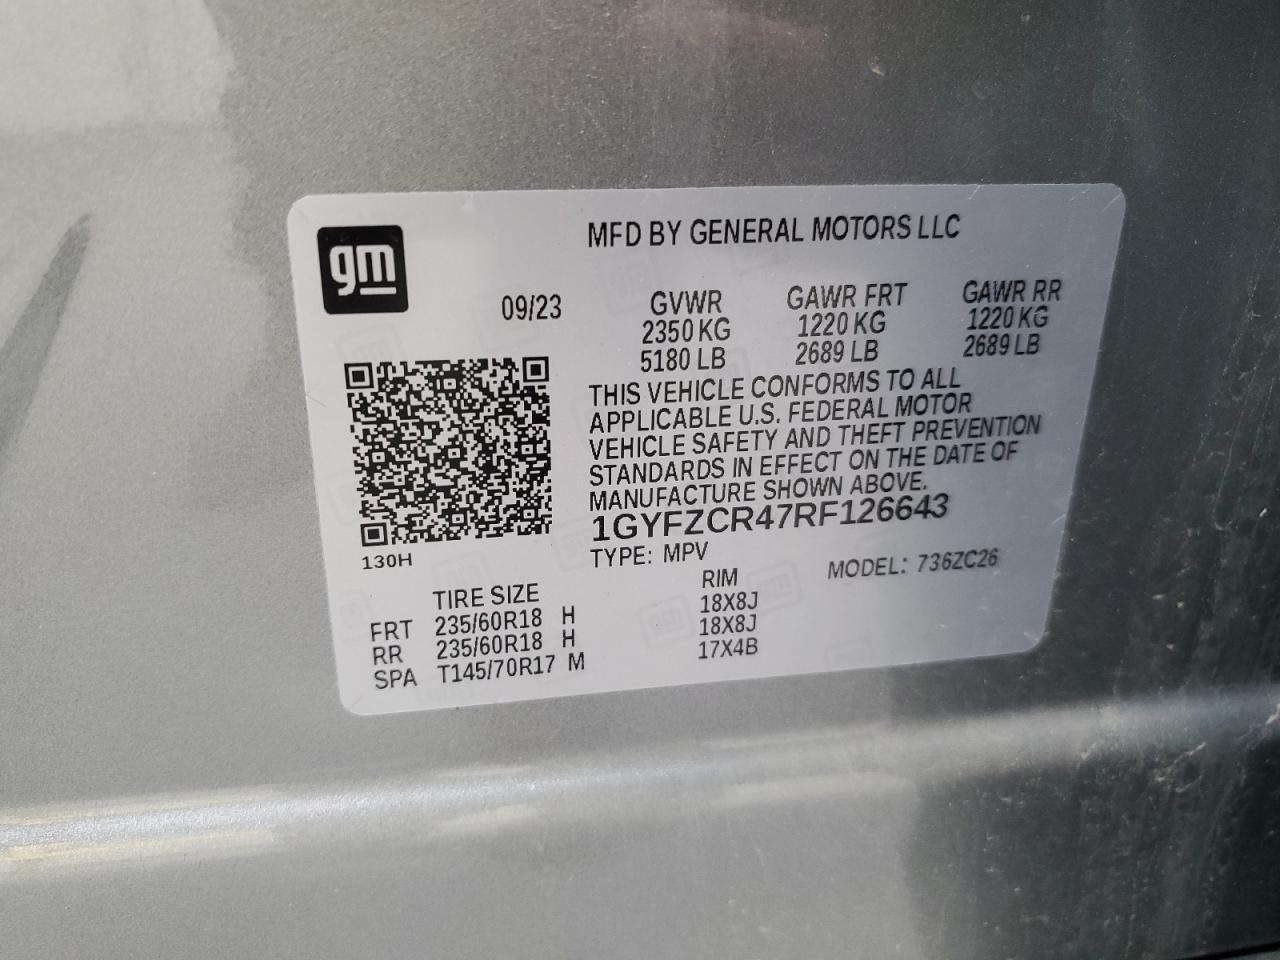 gm
MFD BY GENERAL MOTORS LLC
09/23
GVWR GAWR FRT GAWR RR
2350 KG 1220 KG 1220 KG
5180 LB 2689 LB 2689 LB
THIS VEHICLE CONFORMS TO ALL
APPLICABLE U.S. FEDERAL MOTOR
VEHICLE SAFETY AND THEFT PREVENTION
STANDARDS IN EFFECT ON THE DATE OF
MANUFACTURE SHOWN ABOVE.
1GYFZCR47RF126643
130H
TYPE: MPV MODEL: 736ZC26
TIRE SIZE RIM
FRT 235/60R18 H 18X8J
RR 235/60R18 H 18X8J
SPA T145/70R17 M 17X4B